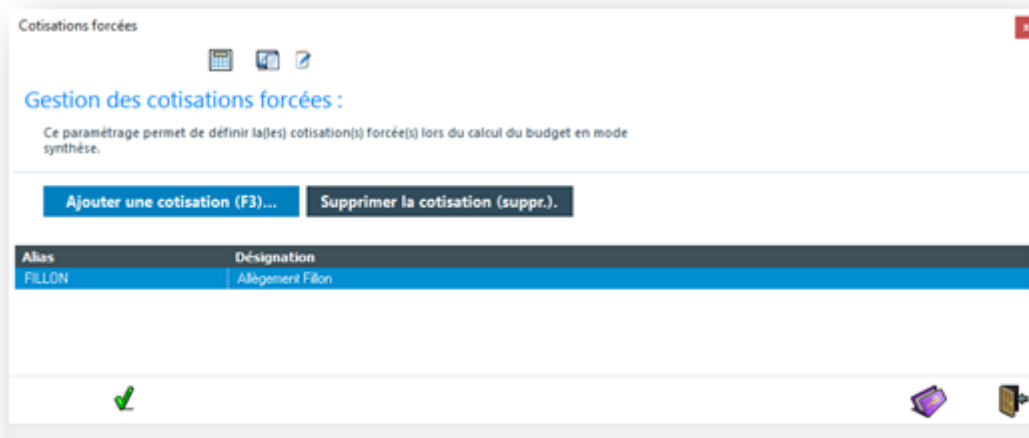 Cotisations forcées
x
Gestion des cotisations forcées :
Ce paramétrage permet de définir la(les) cotisation(s) forcée(s) lors du calcul du budget en mode
synthèse.
Ajouter une cotisation (F3)... Supprimer la cotisation (suppr.).
Alias Désignation
FILLON Allègement Fillon